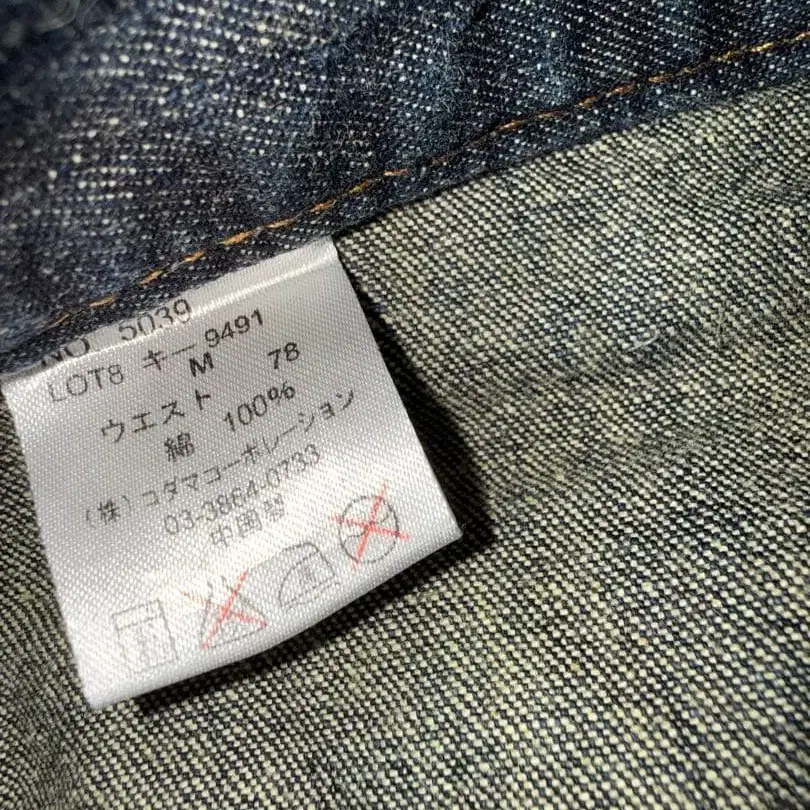 NO 5039
LOT8 キー9491
M
ウエスト 78
綿 100%
(株)コダマコーポレーション
03-3864-0733
中国製